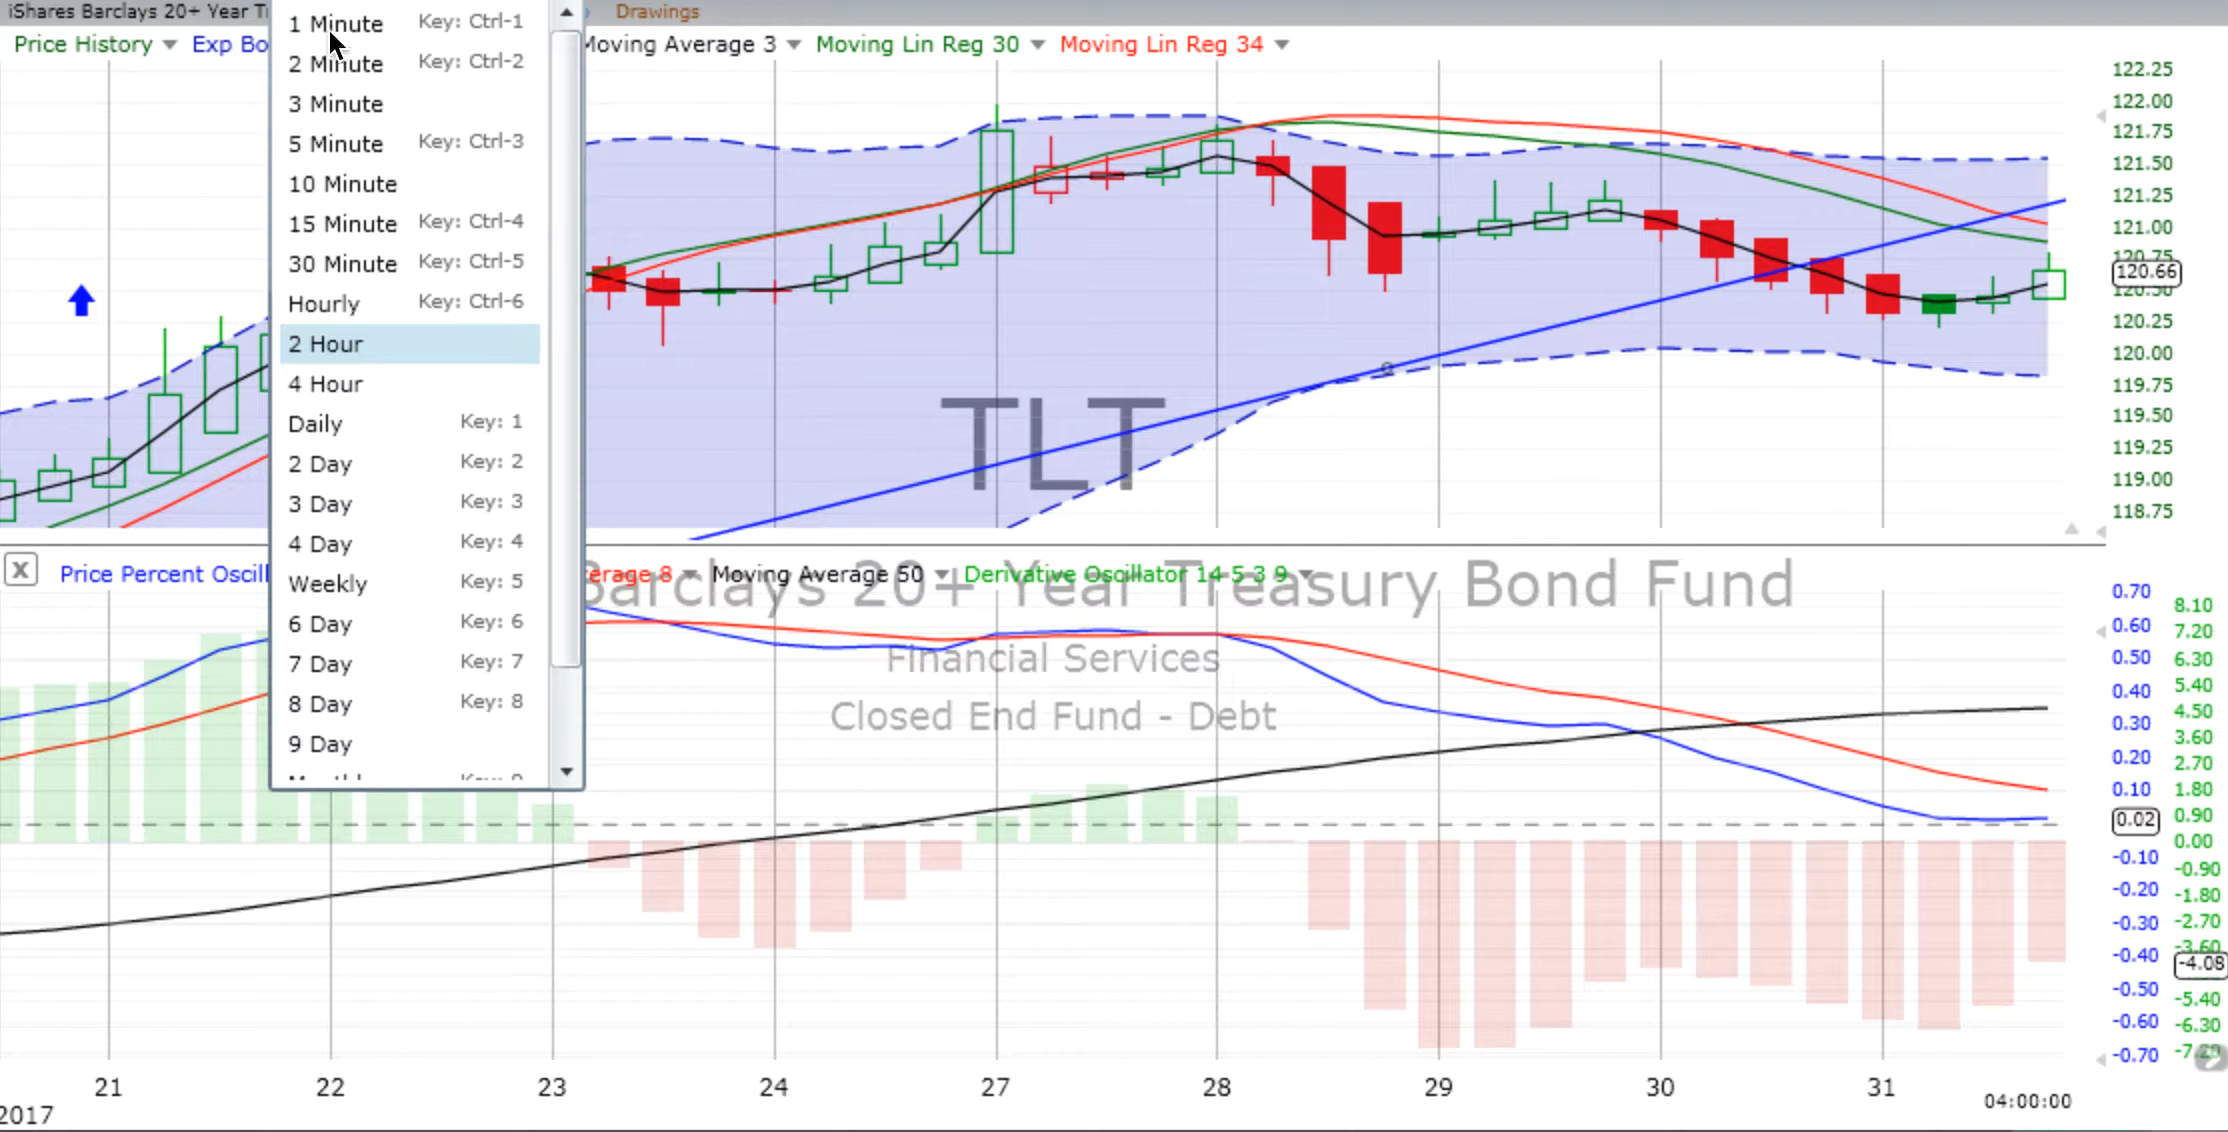 iShares Barclays 20+ Year Drawings
Price History Exp Moving Average 3 Moving Lin Reg 30 Moving Lin Reg 34
1 Minute Key: Ctrl-1
2 Minute Key: Ctrl-2
3 Minute
5 Minute Key: Ctrl-3
10 Minute
15 Minute Key: Ctrl-4
30 Minute Key: Ctrl-5
Hourly Key: Ctrl-6
2 Hour
4 Hour
Daily Key: 1
2 Day Key: 2
3 Day Key: 3
4 Day Key: 4
Weekly Key: 5
6 Day Key: 6
7 Day Key: 7
8 Day Key: 8
9 Day
122.25
122.00
121.75
121.50
121.25
121.00
120.75
120.66
120.50
120.25
120.00
119.75
119.50
119.25
119.00
118.75
TLT
X Price Percent Average 8 Moving Average 50 Derivative Oscillator 14 5 3 9
Barclays 20+ Year Treasury Bond Fund
Financial Services
Closed End Fund - Debt
0.70
0.60
0.50
0.40
0.30
0.20
0.10
0.02
-0.10
-0.20
-0.30
-0.40
-0.50
-0.60
-0.70
8.10
7.20
6.30
5.40
4.50
3.60
2.70
1.80
0.90
0.00
-0.90
-1.80
-2.70
-3.60
-4.08
-5.40
-6.30
21 22 23 24 27 28 29 30 31
2017 04:00:00